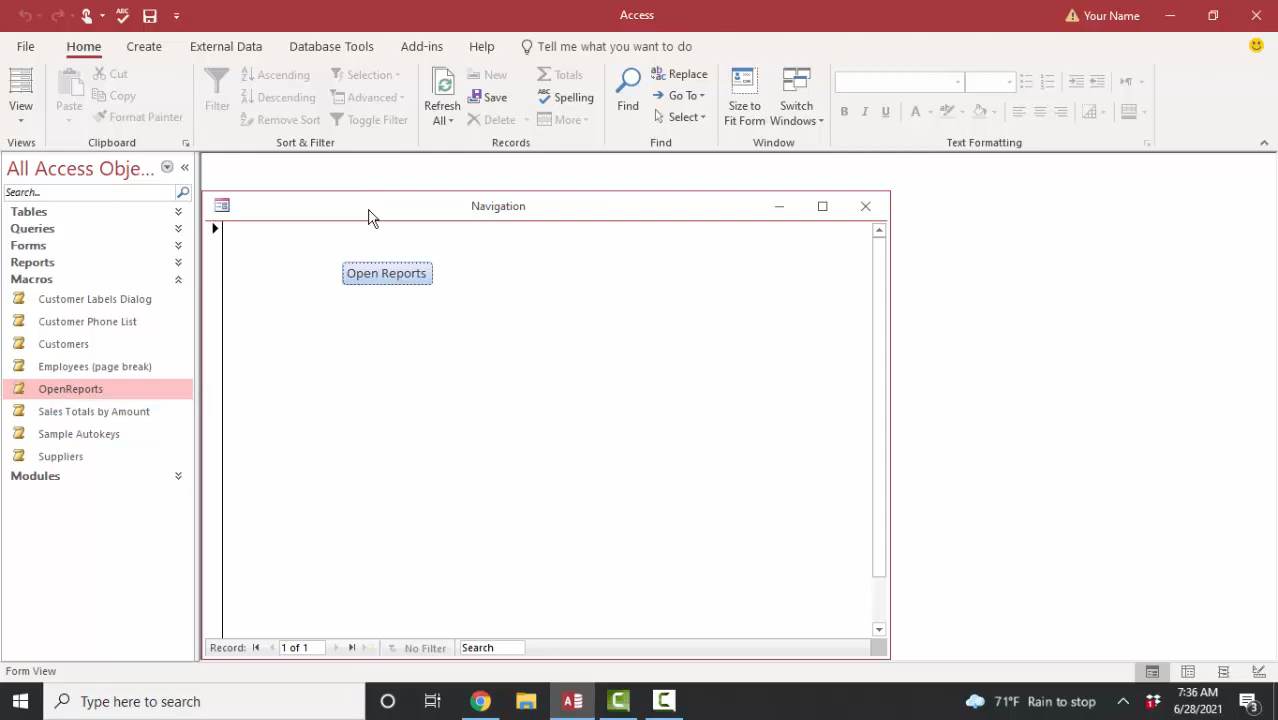 Access
Your Name
File Home Create External Data Database Tools Add-ins Help Tell me what you want to do
View
Views
Paste
Cut
Copy
Format Painter
Clipboard
Filter
Ascending
Descending
Remove Sort
Selection
Advanced
Toggle Filter
Sort & Filter
Refresh
All
New
Save
Delete
Totals
Spelling
More
Records
Find
Replace
Go To
Select
Find
Size to
Fit Form
Switch
Windows
Window
B I U A
Text Formatting
All Access Obje...
Search...
Tables
Queries
Forms
Reports
Macros
Customer Labels Dialog
Customer Phone List
Customers
Employees (page break)
OpenReports
Sales Totals by Amount
Sample Autokeys
Suppliers
Modules
Navigation
Open Reports
Record: 1 of 1 No Filter Search
Form View
Type here to search
71°F Rain to stop
7:36 AM
6/28/2021
3